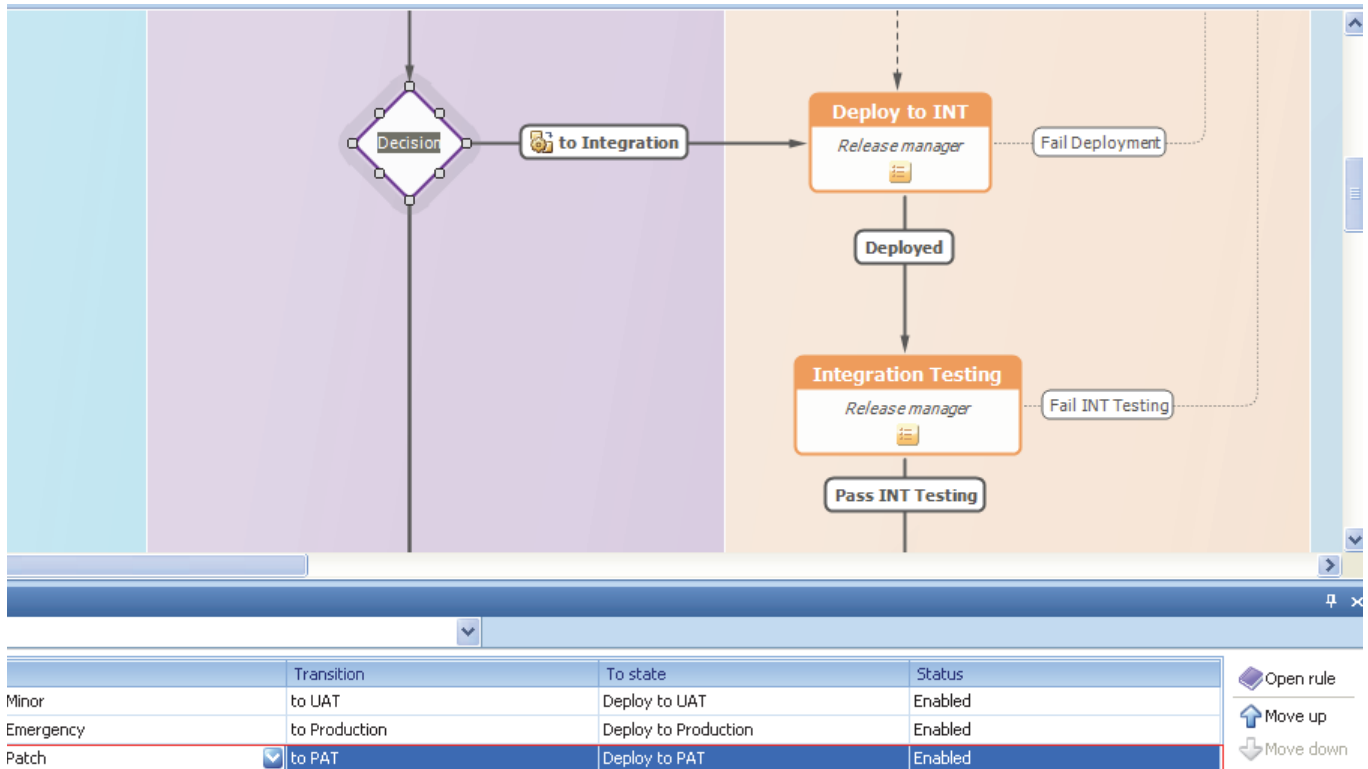 Deploy to INT
Decision
to Integration
Release manager
Fail Deployment
Deployed
Integration Testing
Release manager
Fail INT Testing
Pass INT Testing
Transition To state Status
Open rule
Minor to UAT Deploy to UAT Enabled
Move up
Emergency to Production Deploy to Production Enabled
Patch to PAT Deploy to PAT Enabled
Move down